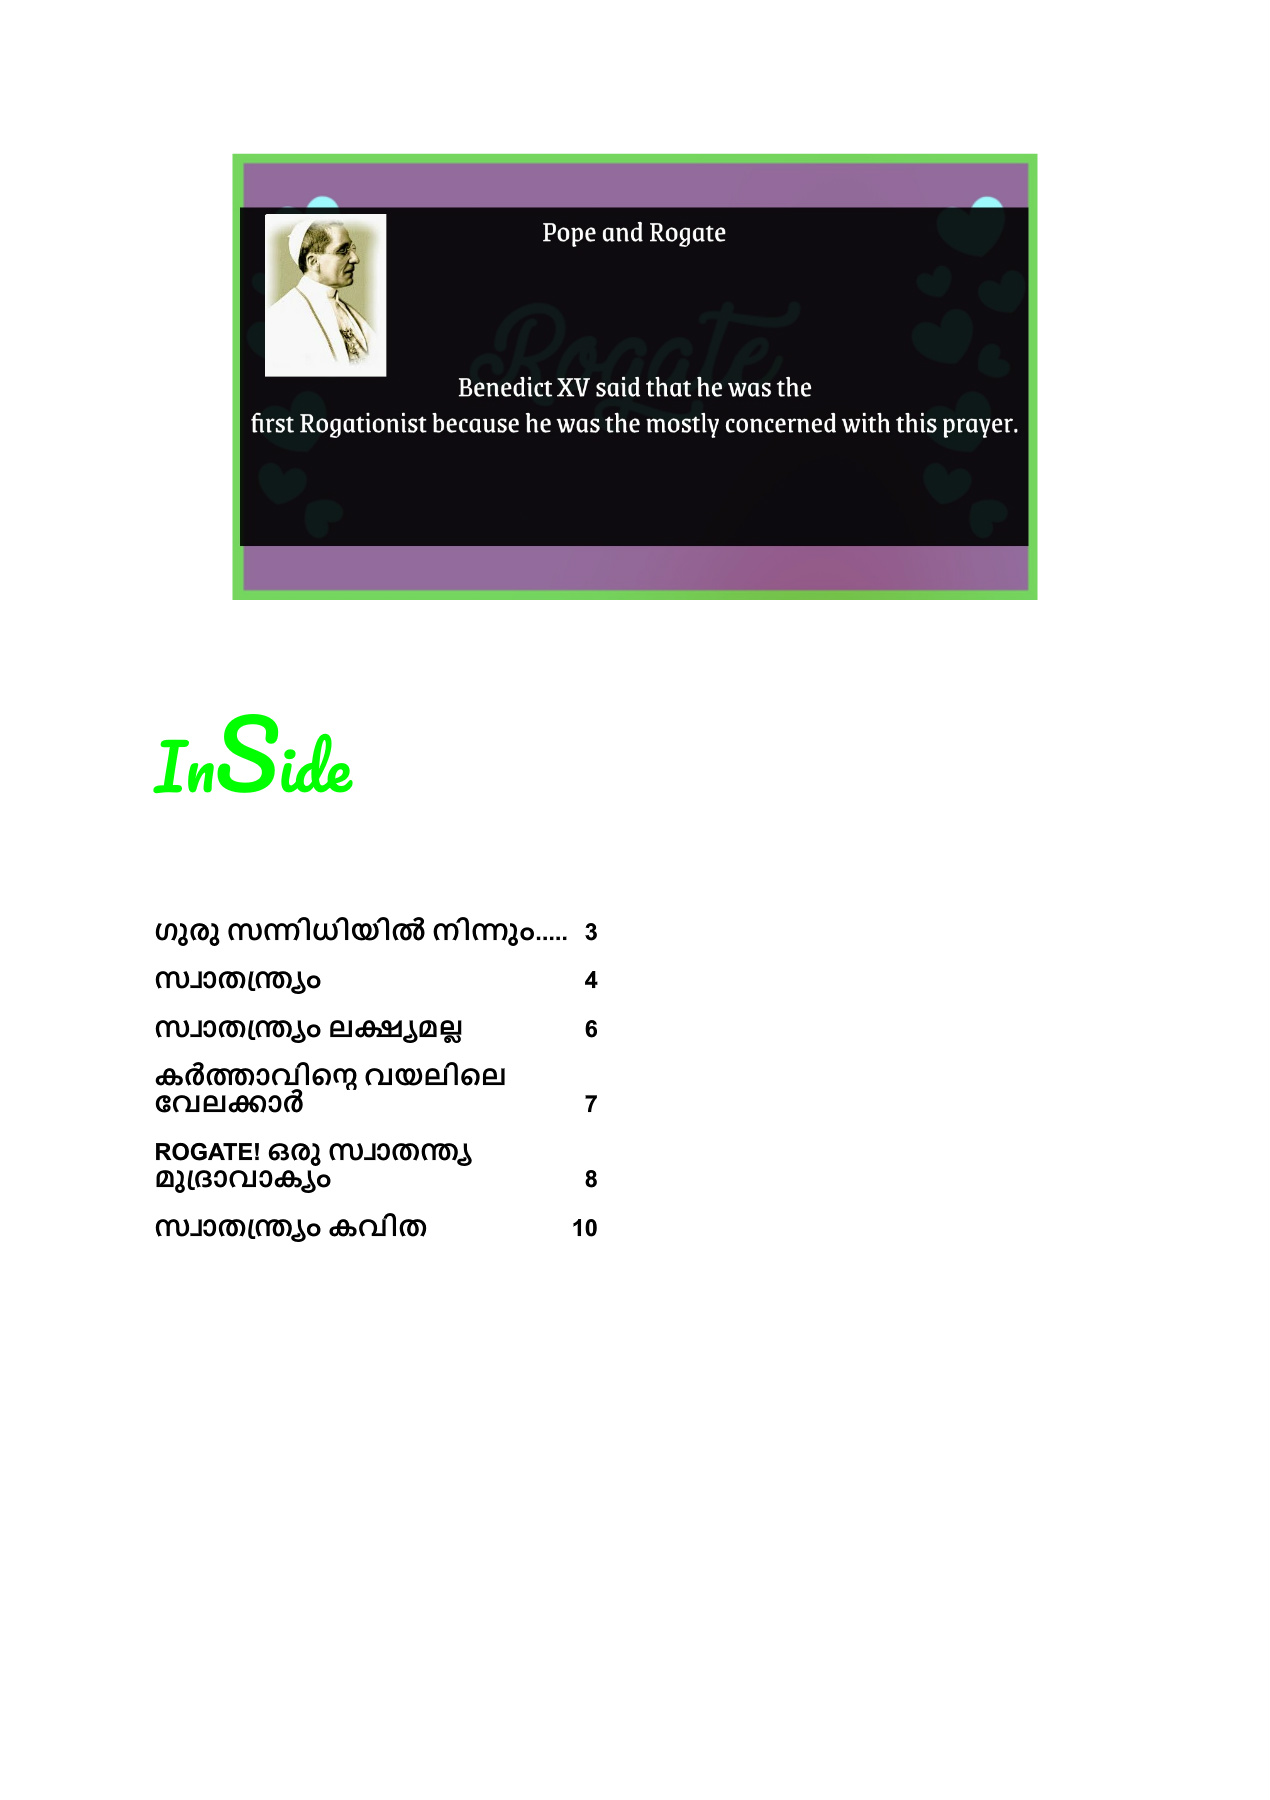 Pope and Rogate
Rogate
Benedict XV said that he was the
first Rogationist because he was the mostly concerned with this prayer.
InSide
ഗുരു സന്നിധിയിൽ നിന്നും..... 3
സ്വാതന്ത്ര്യം 4
സ്വാതന്ത്ര്യം ലക്ഷ്യമല്ല 6
കർത്താവിന്റെ വയലിലെ
വേലക്കാർ 7
ROGATE! ഒരു സ്വാതന്ത്യ
മുദ്രാവാക്യം 8
സ്വാതന്ത്ര്യം കവിത 10